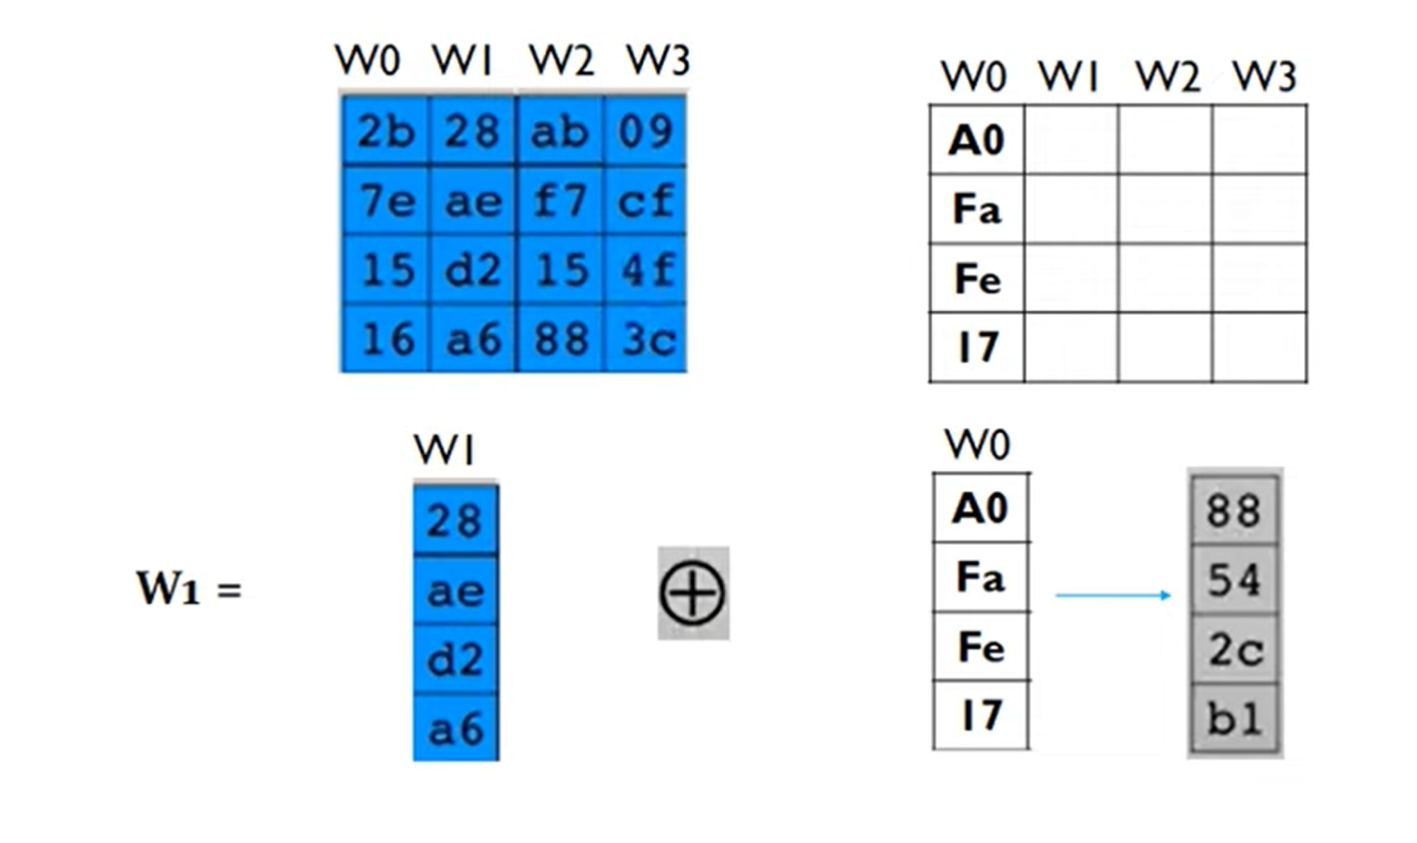 W0 W1 W2 W3
2b 28 ab 09
7e ae f7 cf
15 d2 15 4f
16 a6 88 3c
W0 W1 W2 W3
A0
Fa
Fe
17
W1
28
ae
d2
a6
W1 =
⊕
W0
A0
Fa
Fe
17
88
54
2c
b1